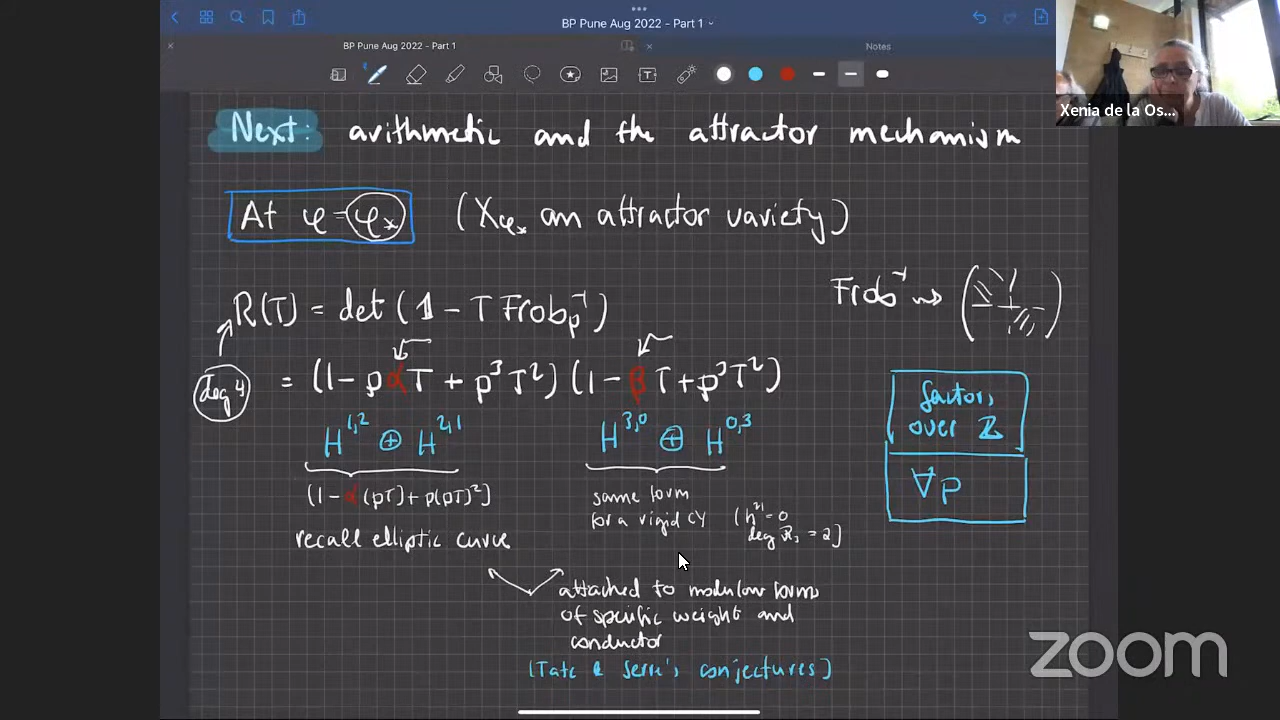 BP Pune Aug 2022 - Part 1
BP Pune Aug 2022 - Part 1
Notes
Xenia de la Os...
Next: arithmetic and the attractor mechanism
At φ=φ* (Xφ* an attractor variety)
R(T) = det (1 - T Frobp⁻¹)
Frob⁻¹ ⇝
deg 4
= (1 - pαT + p³T²) (1 - βT + p³T²)
H¹,² ⊕ H²,¹
H³,⁰ ⊕ H⁰,³
factors
over ℤ
∀p
(1 - α(pT) + p(pT)²)
recall elliptic curve
same form
for a rigid CY
(h²¹=0
deg R₃ = 2)
attached to modular forms
of specific weight and
conductor
(Tate & Serre's conjectures)
zoom